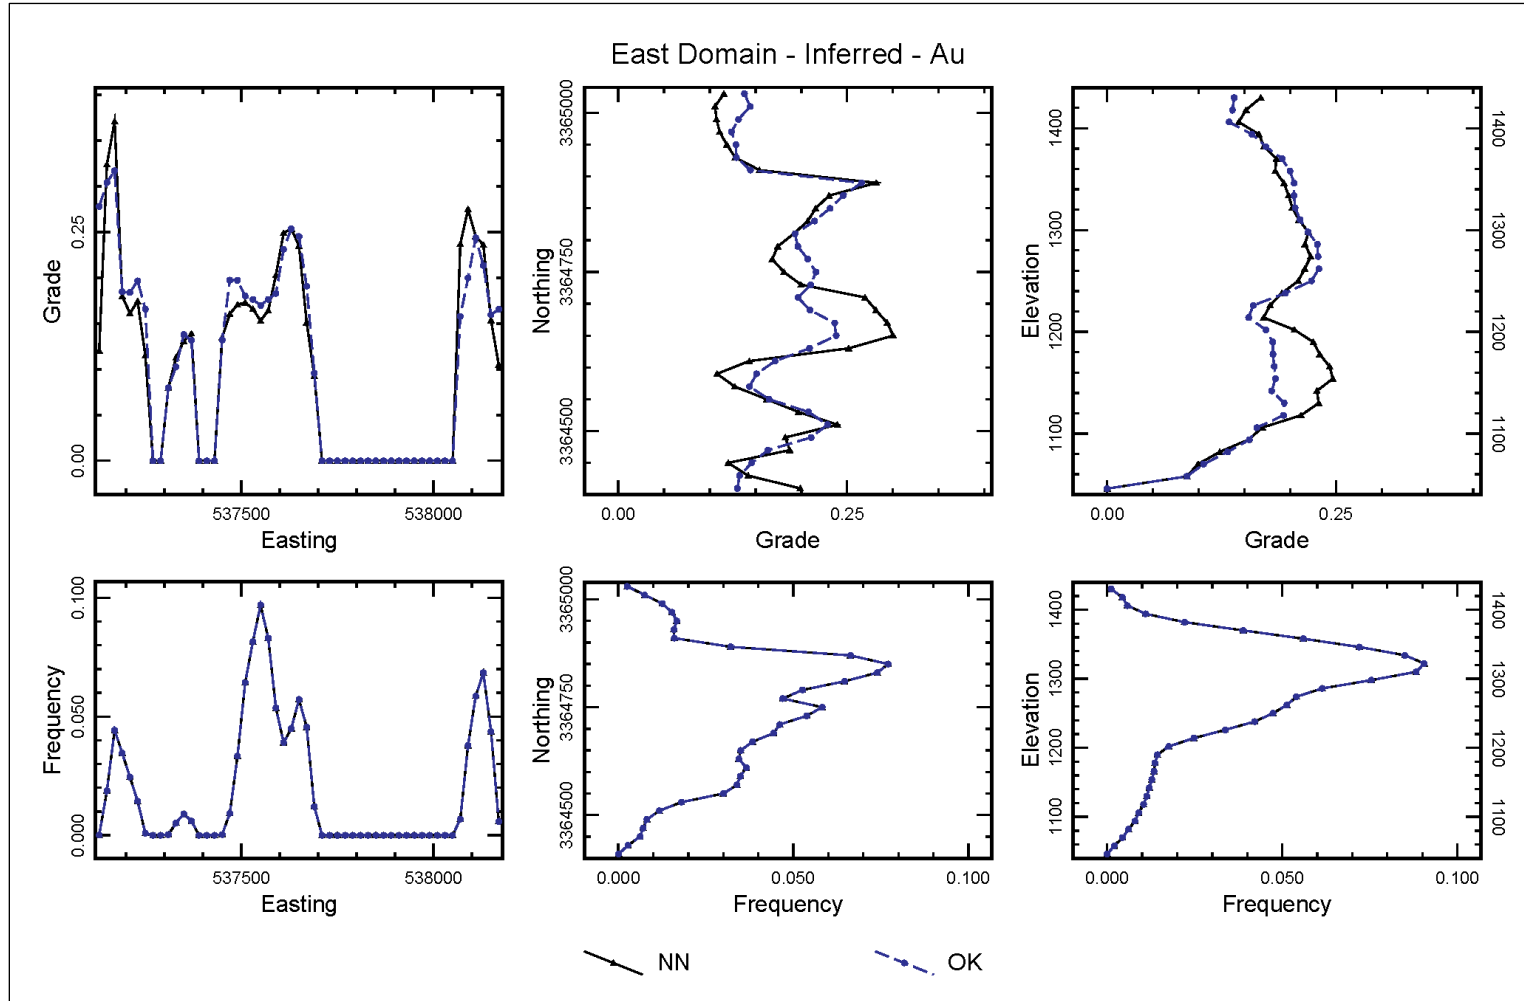 East Domain - Inferred - Au
Grade
0.25
0.00
537500
538000
Easting
Northing
3365000
3364750
3364500
0.00
0.25
Grade
Elevation
1400
1300
1200
1100
1400
1300
1200
1100
0.00
0.25
Grade
Frequency
0.100
0.050
0.000
537500
538000
Easting
Northing
3365000
3364750
3364500
0.000
0.050
0.100
Frequency
Elevation
1400
1300
1200
1100
1400
1300
1200
1100
0.000
0.050
0.100
Frequency
NN
OK